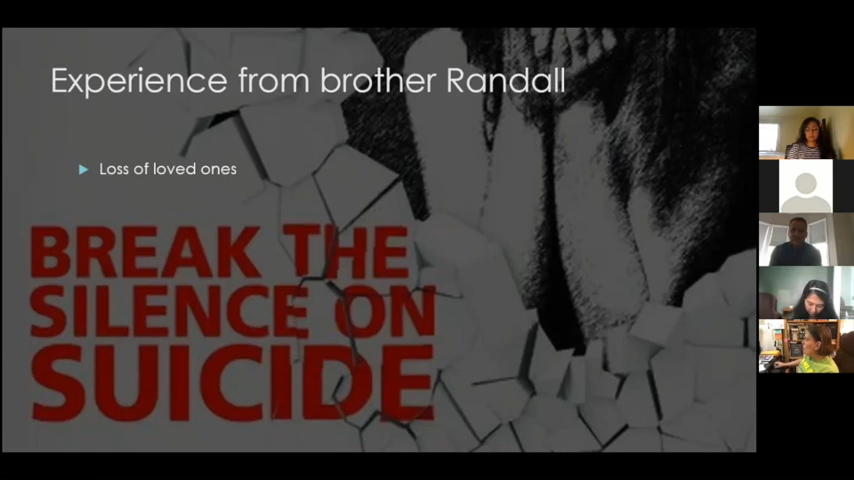 Experience from brother Randall
Loss of loved ones
BREAK THE
SILENCE ON
SUICIDE